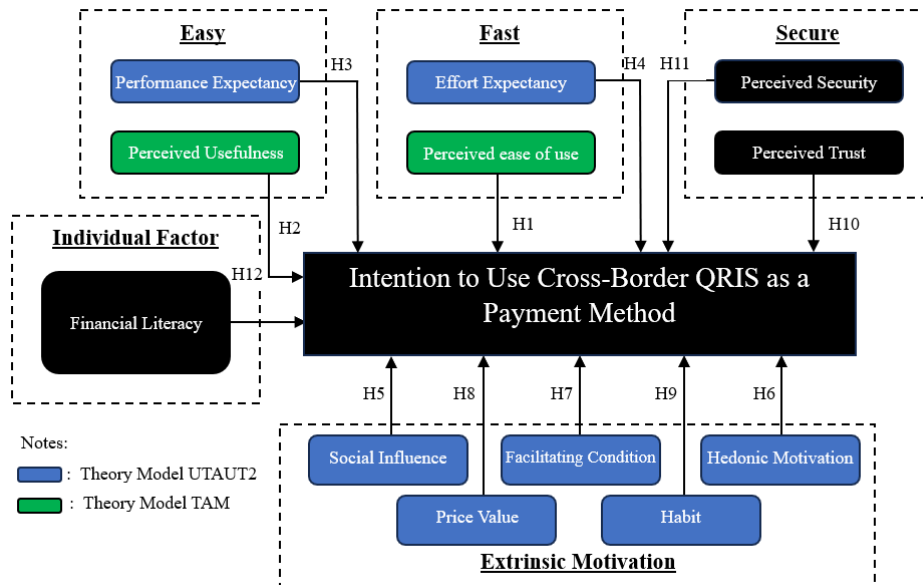 Easy
Fast
Secure
H3
H4
H11
Performance Expectancy
Effort Expectancy
Perceived Security
Perceived Usefulness
Perceived ease of use
Perceived Trust
H2
H1
H10
Individual Factor
H12
Financial Literacy
Intention to Use Cross-Border QRIS as a
Payment Method
H5
H8
H7
H9
H6
Notes:
: Theory Model UTAUT2
: Theory Model TAM
Social Influence
Facilitating Condition
Hedonic Motivation
Price Value
Habit
Extrinsic Motivation